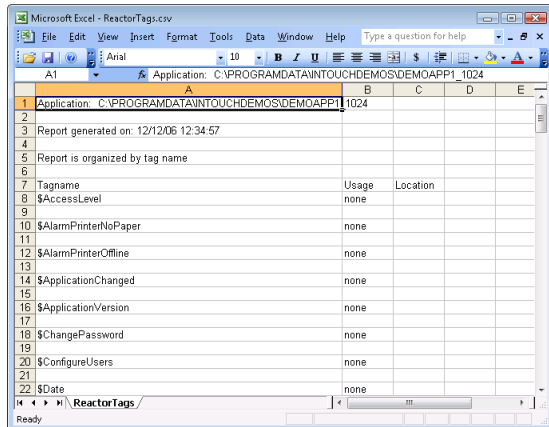 Microsoft Excel - ReactorTags.csv
File Edit View Insert Format Tools Data Window Help Type a question for help
Arial 10 B I U $
A1 fx Application: C:\PROGRAMDATA\INTOUCHDEMOS\DEMOAPP1_1024
A B C D E
1 Application: C:\PROGRAMDATA\INTOUCHDEMOS\DEMOAPP1_1024
2
3 Report generated on: 12/12/06 12:34:57
4
5 Report is organized by tag name
6
7 Tagname Usage Location
8 $AccessLevel none
9
10 $AlarmPrinterNoPaper none
11
12 $AlarmPrinterOffline none
13
14 $ApplicationChanged none
15
16 $ApplicationVersion none
17
18 $ChangePassword none
19
20 $ConfigureUsers none
21
22 $Date none
ReactorTags
Ready